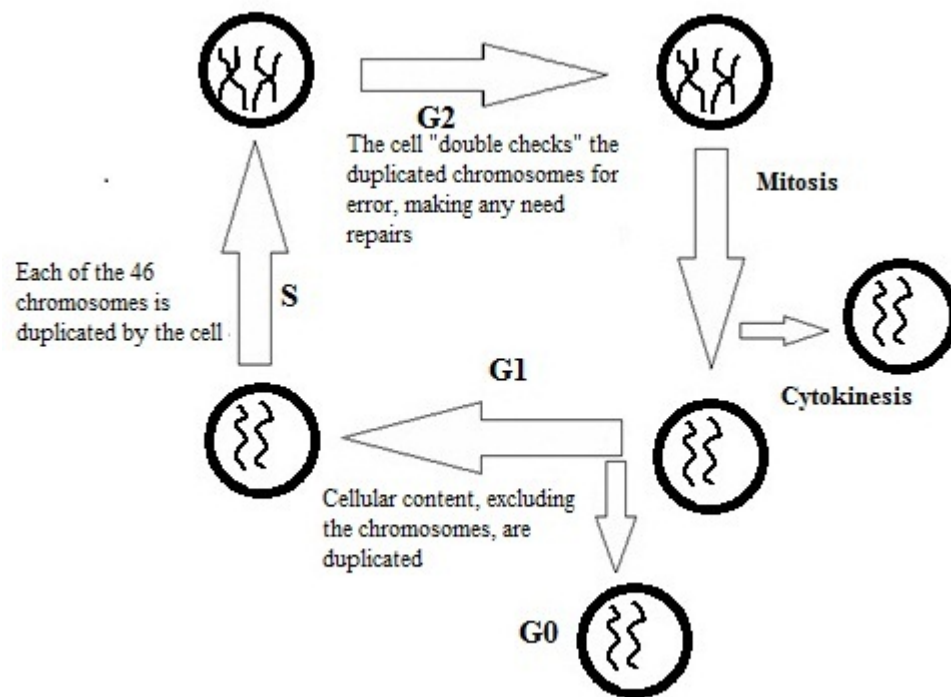 G2
The cell "double checks" the
duplicated chromosomes for
error, making any need
repairs
Mitosis
Each of the 46
chromosomes is
duplicated by the cell
S
Cytokinesis
G1
Cellular content, excluding
the chromosomes, are
duplicated
G0